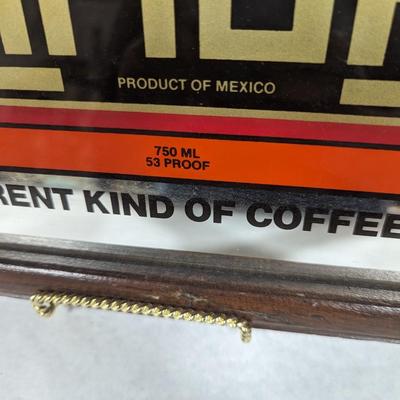 PRODUCT OF MEXICO
750 ML
53 PROOF
RENT KIND OF COFFEE